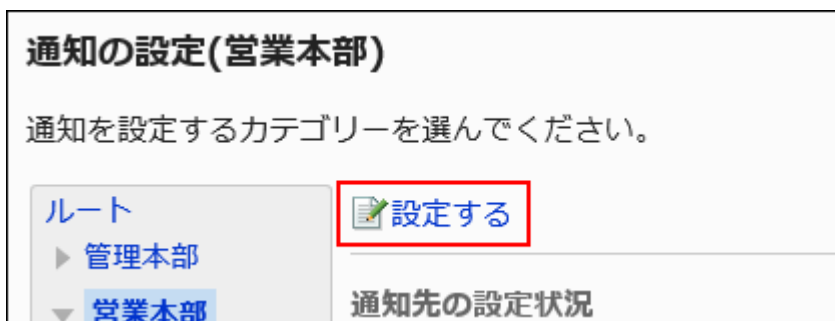 通知の設定(営業本部)
通知を設定するカテゴリーを選んでください。
ルート
設定する
管理本部
営業本部
通知先の設定状況